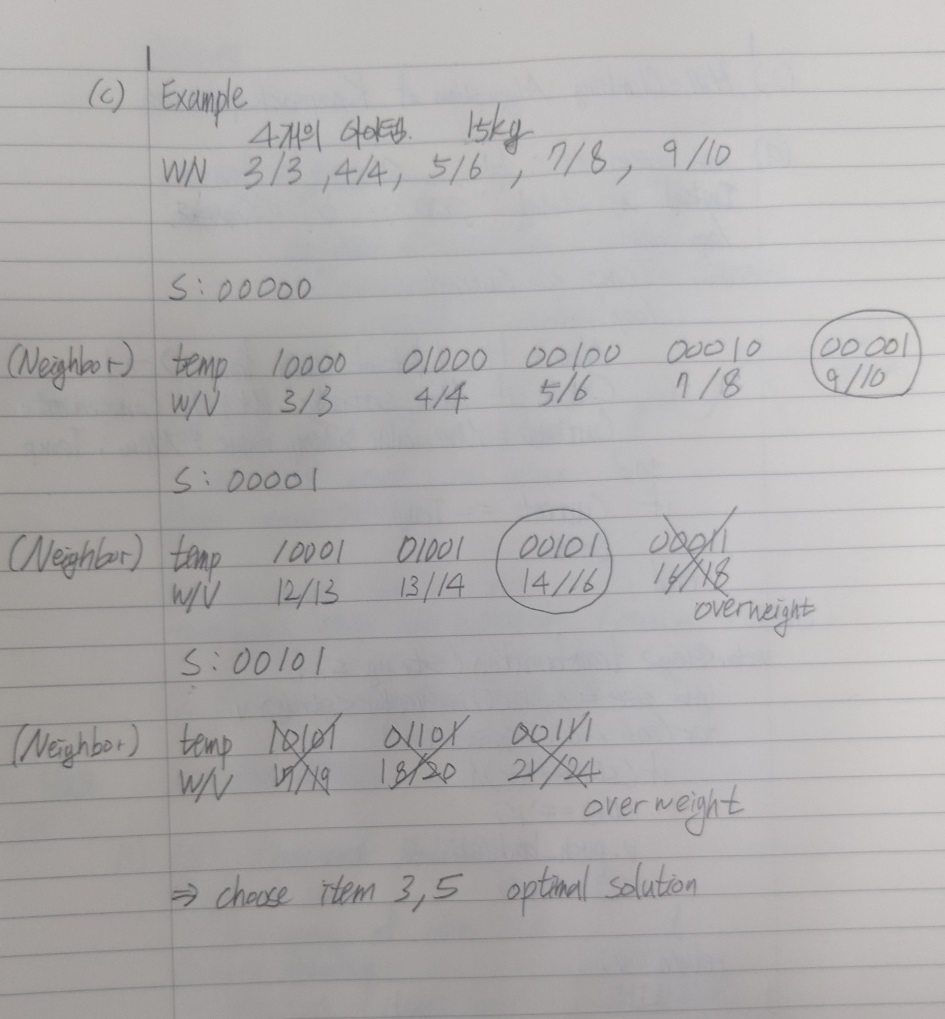 (c) Example
4개의 아이템. 15kg
W/V 3/3, 4/4, 5/6, 7/8, 9/10
S: 00000
(Neighbor) temp 10000 01000 00100 00010 00001
W/V 3/3 4/4 5/6 7/8 9/10
S: 00001
(Neighbor) temp 10001 01001 00101 00011
W/V 12/13 13/14 14/16 16/18
overweight
S: 00101
(Neighbor) temp 10101 01101 00111
W/V 17/19 18/20 21/24
overweight
⇒ choose item 3,5 optimal solution